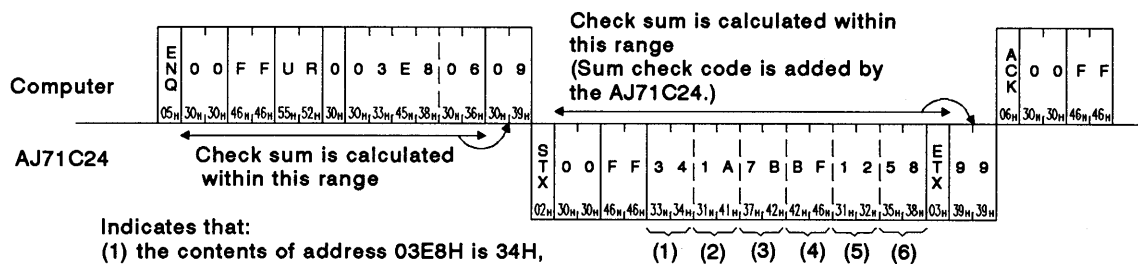 Check sum is calculated within
this range
(Sum check code is added by
the AJ71C24.)
Computer
ENQ 0 0 F F U R 0 0 3 E 8 0 6 0 9
05H 30H 30H 46H 46H 55H 52H 30H 30H 33H 45H 38H 30H 36H 30H 39H
ACK 0 0 F F
06H 30H 30H 46H 46H
AJ71C24
Check sum is calculated
within this range
STX 0 0 F F 3 4 1 A 7 B B F 1 2 5 8 ETX 9 9
02H 30H 30H 46H 46H 33H 34H 31H 41H 37H 42H 42H 46H 31H 32H 35H 38H 03H 39H 39H
Indicates that:
(1) the contents of address 03E8H is 34H,
(1) (2) (3) (4) (5) (6)